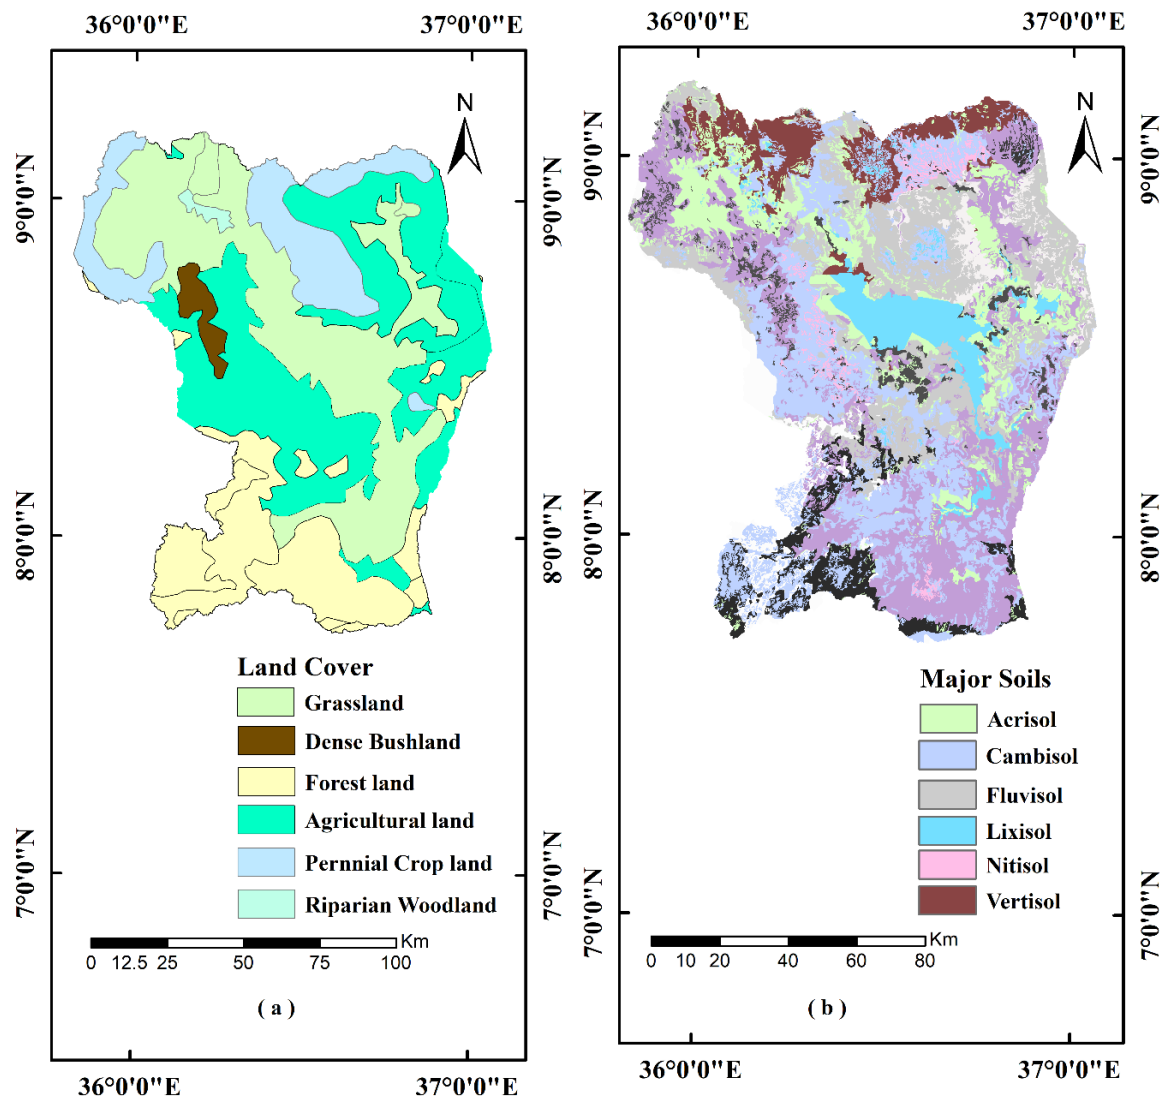 36°0'0"E 37°0'0"E
36°0'0"E 37°0'0"E
N
N
9°0'0"N 9°0'0"N 9°0'0"N 9°0'0"N
8°0'0"N 8°0'0"N 8°0'0"N 8°0'0"N
7°0'0"N 7°0'0"N 7°0'0"N 7°0'0"N
Land Cover
Grassland
Dense Bushland
Forest land
Agricultural land
Pernnial Crop land
Riparian Woodland
Km
0 12.5 25 50 75 100
( a )
Major Soils
Acrisol
Cambisol
Fluvisol
Lixisol
Nitisol
Vertisol
Km
0 10 20 40 60 80
( b )
36°0'0"E 37°0'0"E
36°0'0"E 37°0'0"E